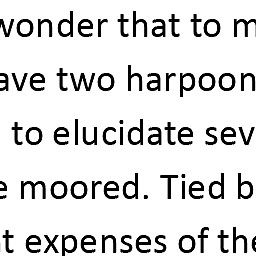 wonder that to m
ave two harpoon
to elucidate sev
e moored. Tied b
t expenses of the